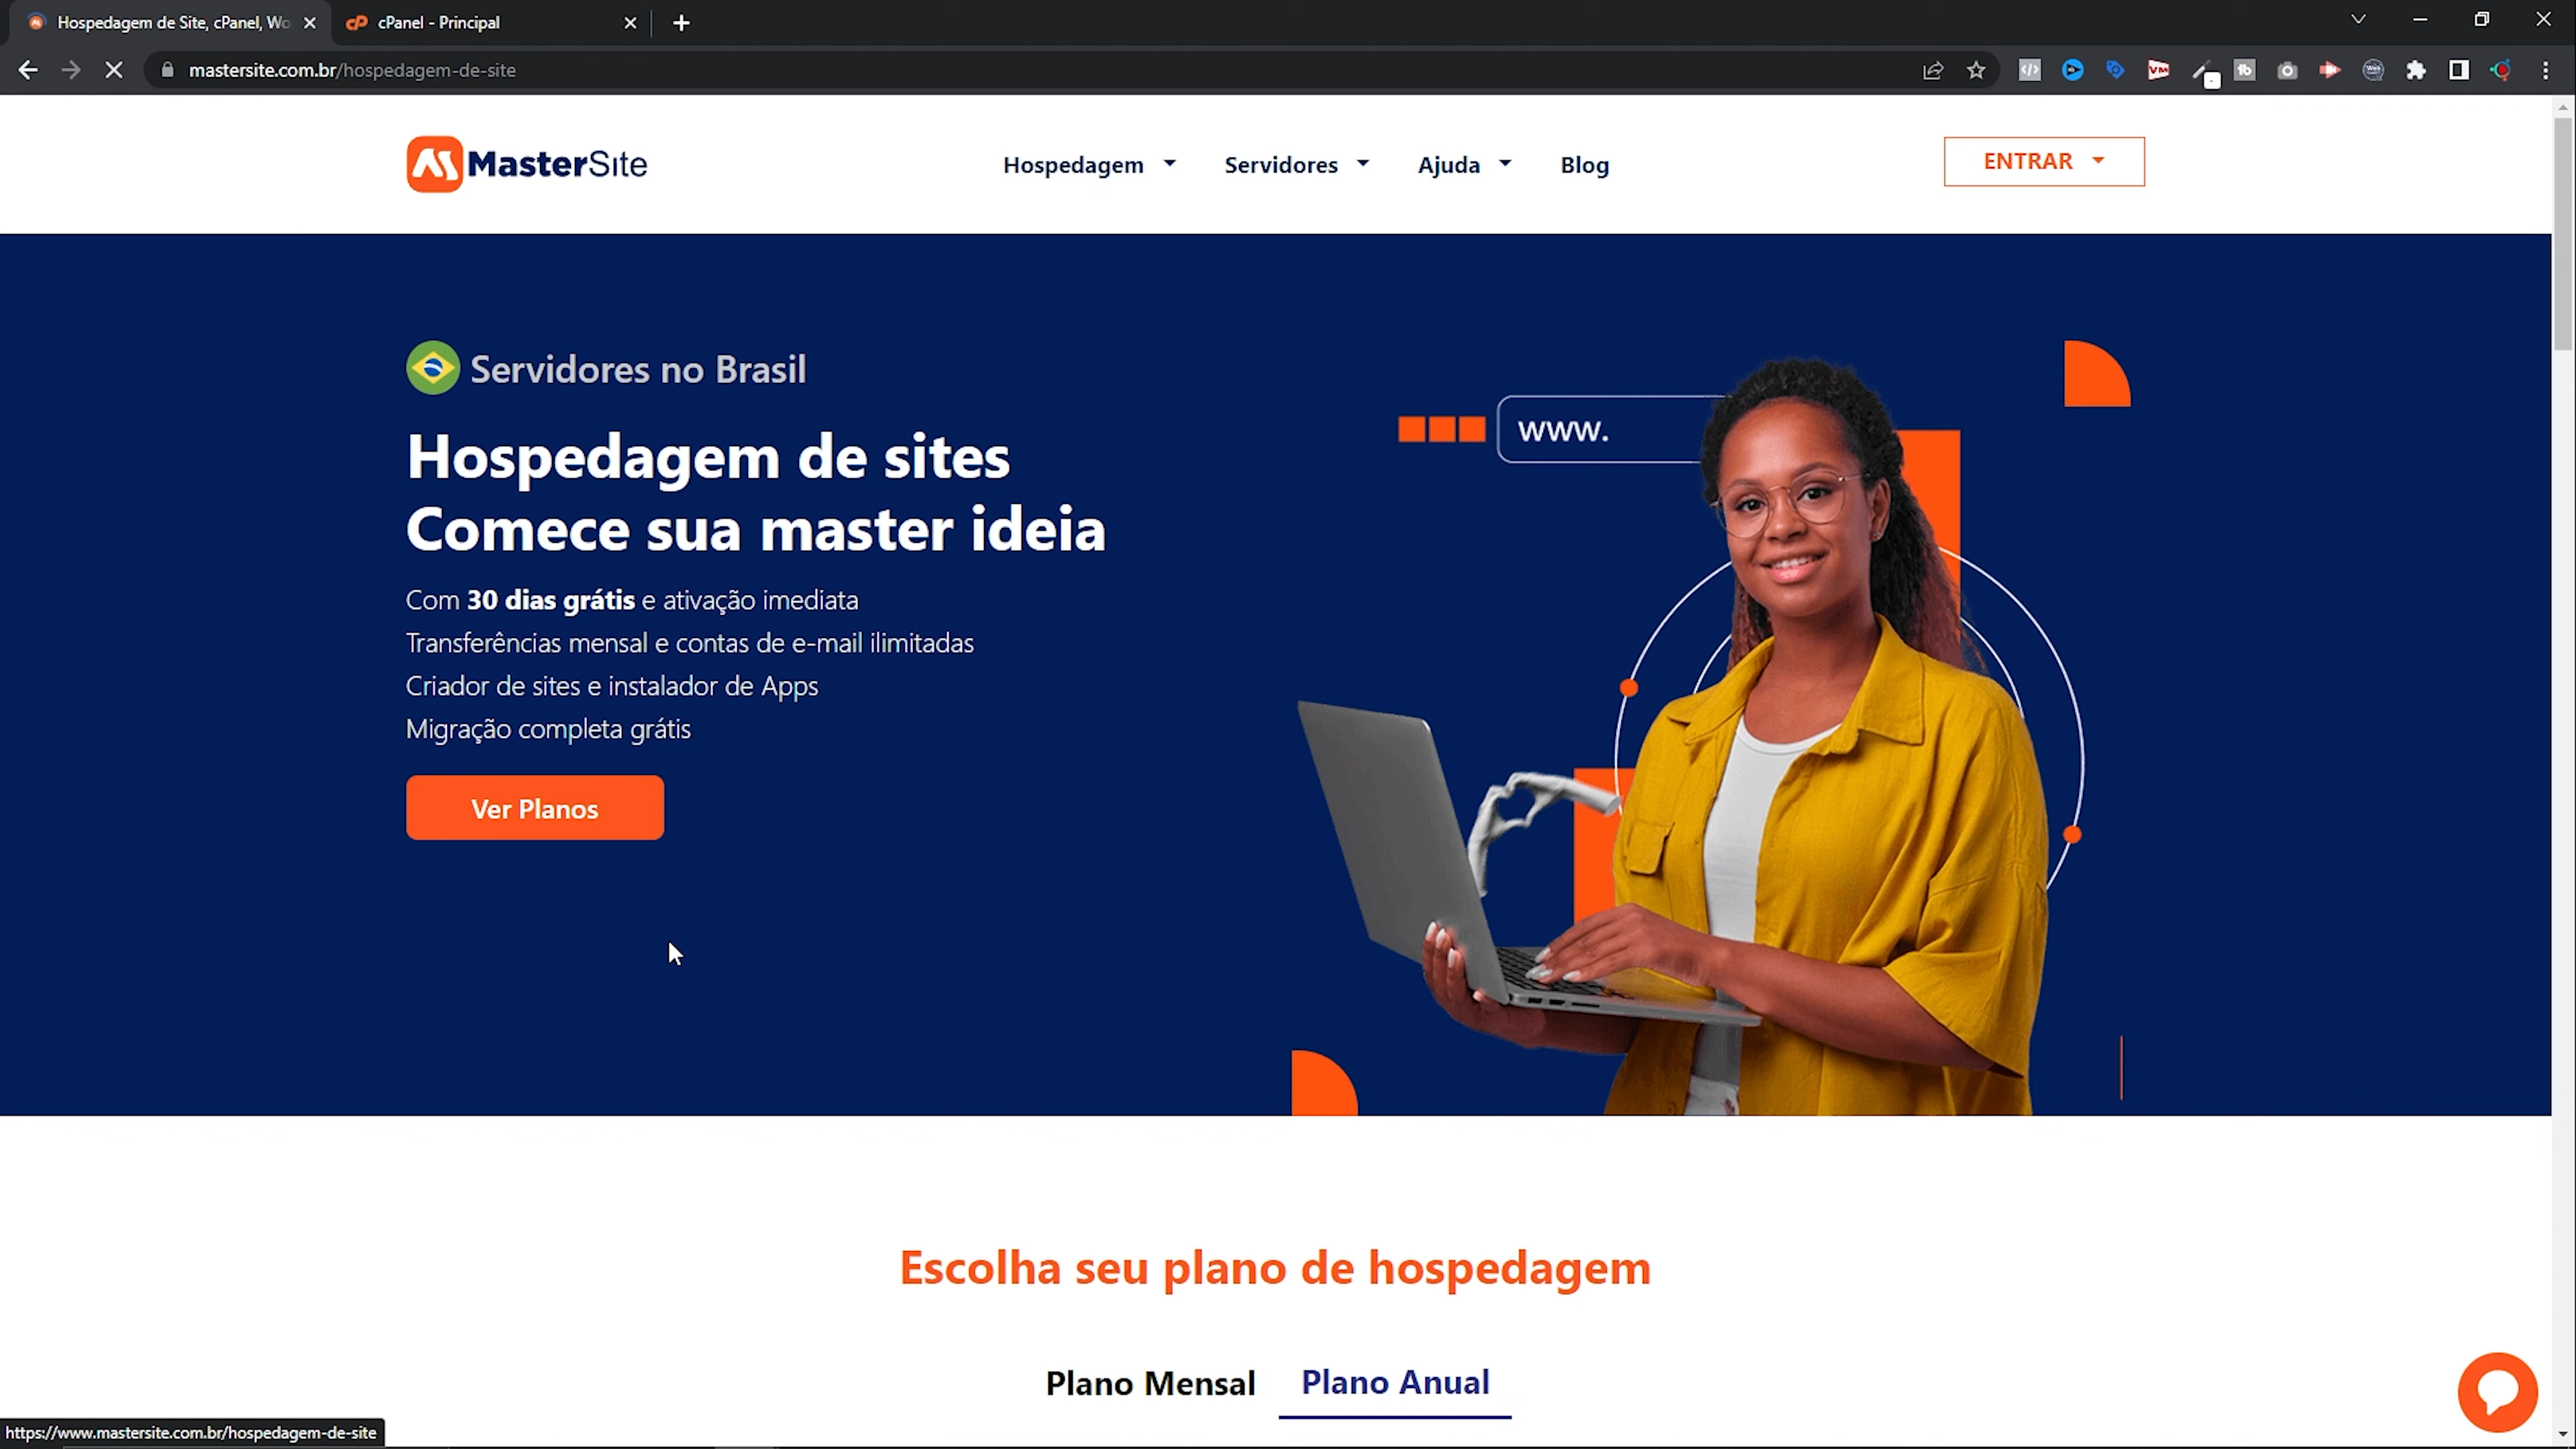 Hospedagem de Site, cPanel, Wo
cPanel - Principal
mastersite.com.br/hospedagem-de-site
MasterSite
Hospedagem
Servidores
Ajuda
Blog
ENTRAR
Servidores no Brasil
Hospedagem de sites
Comece sua master ideia
Com 30 dias grátis e ativação imediata
Transferências mensal e contas de e-mail ilimitadas
Criador de sites e instalador de Apps
Migração completa grátis
Ver Planos
www.
Escolha seu plano de hospedagem
Plano Mensal
Plano Anual
https://www.mastersite.com.br/hospedagem-de-site